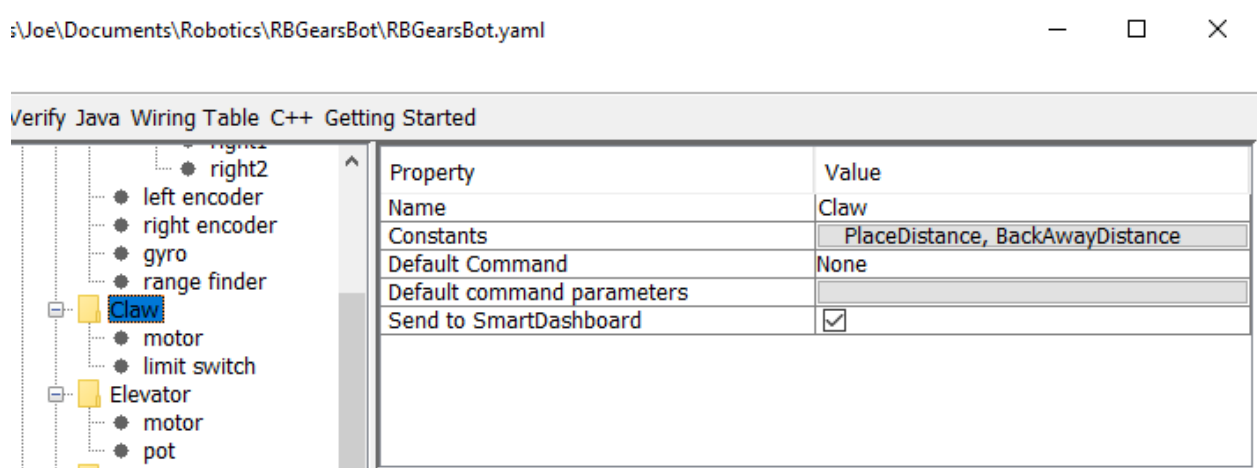 s\Joe\Documents\Robotics\RBGearsBot\RBGearsBot.yaml
Verify Java Wiring Table C++ Getting Started
right1
right2
left encoder
right encoder
gyro
range finder
Claw
motor
limit switch
Elevator
motor
pot
Property Value
Name Claw
Constants PlaceDistance, BackAwayDistance
Default Command None
Default command parameters
Send to SmartDashboard